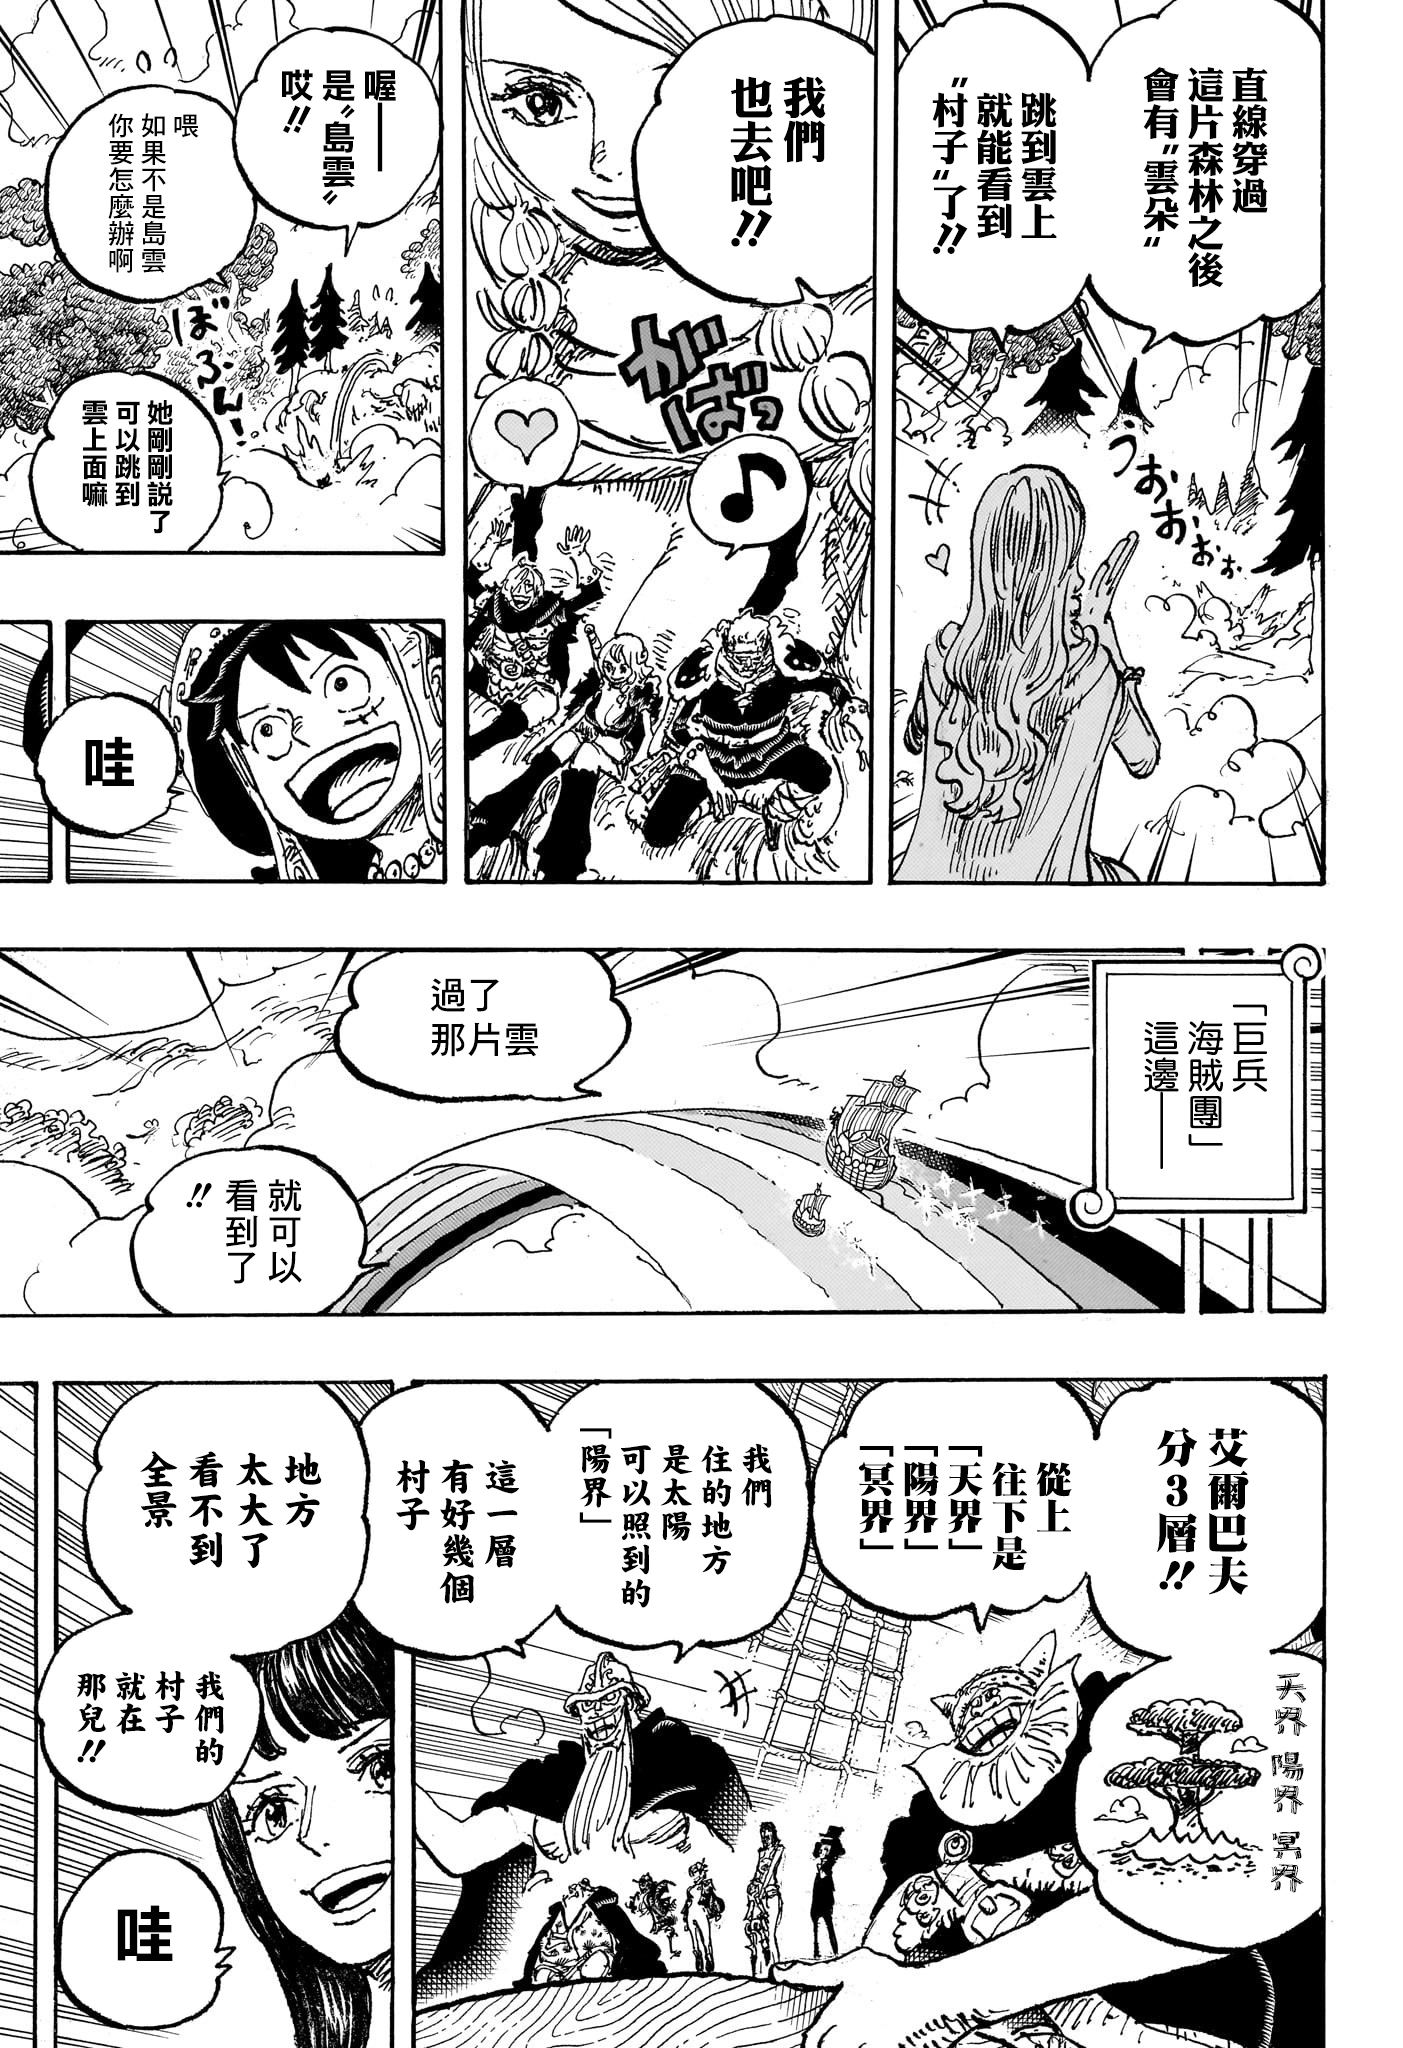 直線穿過
這片森林之後
會有〝雲朵〞
跳到雲上
就能看到
〝村子〞了!!
うおおおおぉぉ
我們
也去吧!!
がばっ
喔——
是〝島雲〞
哎!!
喂
如果不是島雲
你要怎麼辦啊
ぼふん!
她剛剛說了
可以跳到
雲上面嘛
哇
「巨兵
海賊團」
這邊——
過了
那片雲
就可以
看到了
!!
艾爾巴夫
分3層!!
從上
往下是
「天界」
「陽界」
「冥界」
天界
陽界
冥界
我們
住的地方
是太陽
可以照到的
「陽界」
這一層
有好幾個
村子
地方
太大了
看不到
全景
我們的
村子
就在
那兒!!
哇